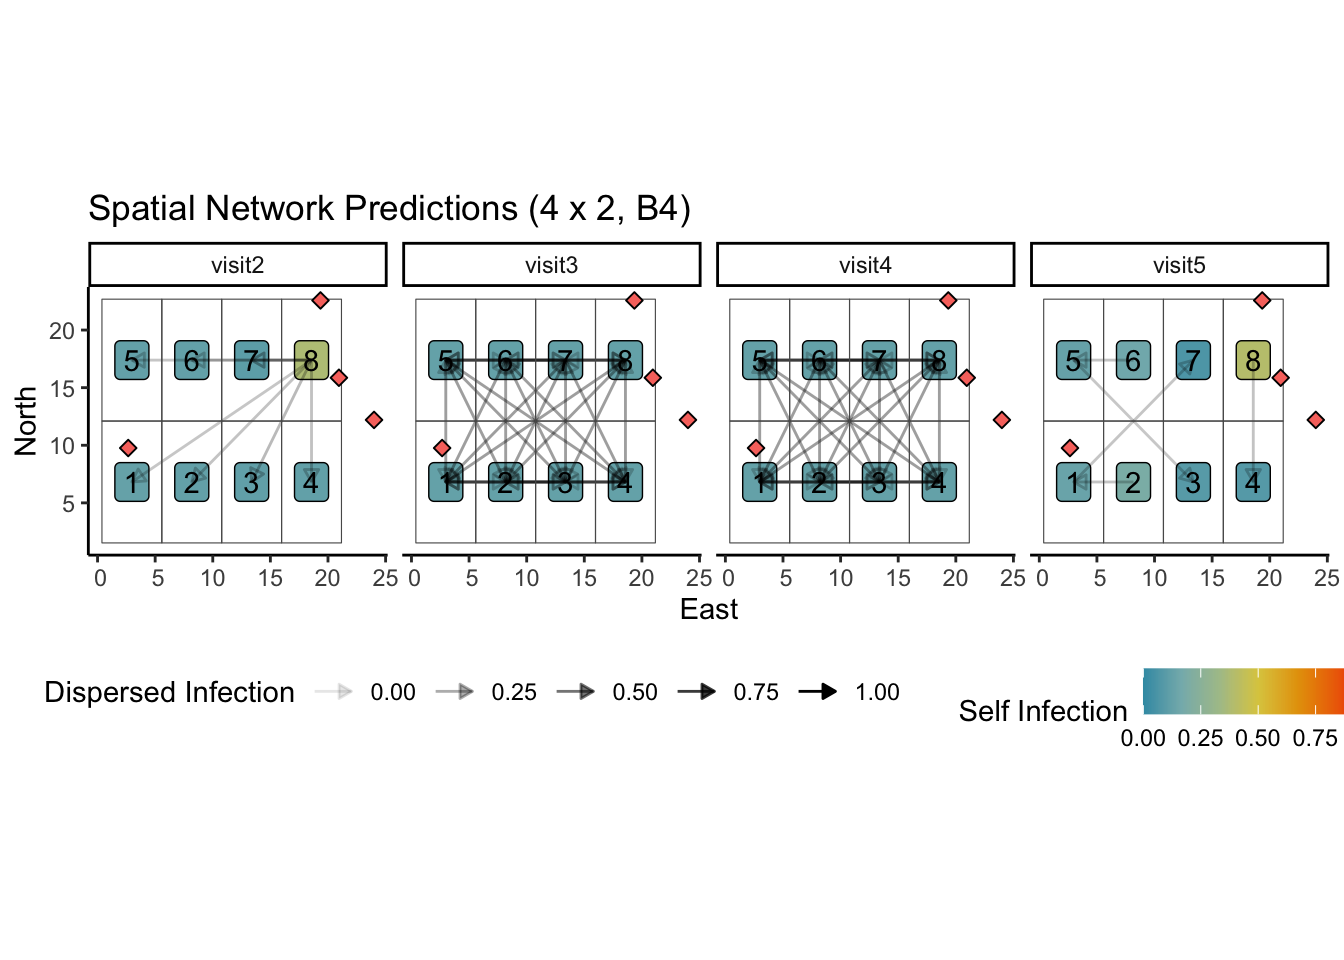 Spatial Network Predictions (4 x 2, B4)
visit2 visit3 visit4 visit5
North
20
15
10
5
5 6 7 8 5 6 7 8 5 6 7 8 5 6 7 8
1 2 3 4 1 2 3 4 1 2 3 4 1 2 3 4
0 5 10 15 20 25 0 5 10 15 20 25 0 5 10 15 20 25 0 5 10 15 20 25
East
Dispersed Infection 0.00 0.25 0.50 0.75 1.00
Self Infection
0.00 0.25 0.50 0.75